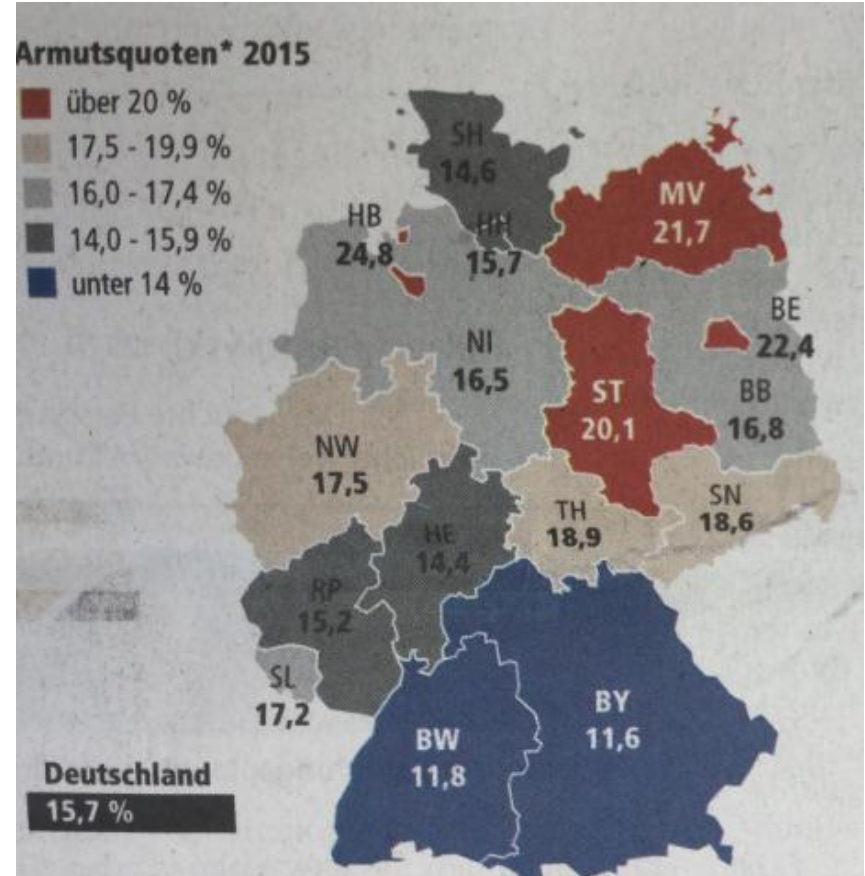 Armutsquoten* 2015
über 20 %
17,5 - 19,9 %
16,0 - 17,4 %
14,0 - 15,9 %
unter 14 %
SH
14,6
HH
15,7
MV
21,7
HB
24,8
BE
22,4
NI
16,5
ST
20,1
BB
16,8
NW
17,5
TH
18,9
SN
18,6
HE
14,4
RP
15,2
SL
17,2
BW
11,8
BY
11,6
Deutschland
15,7 %